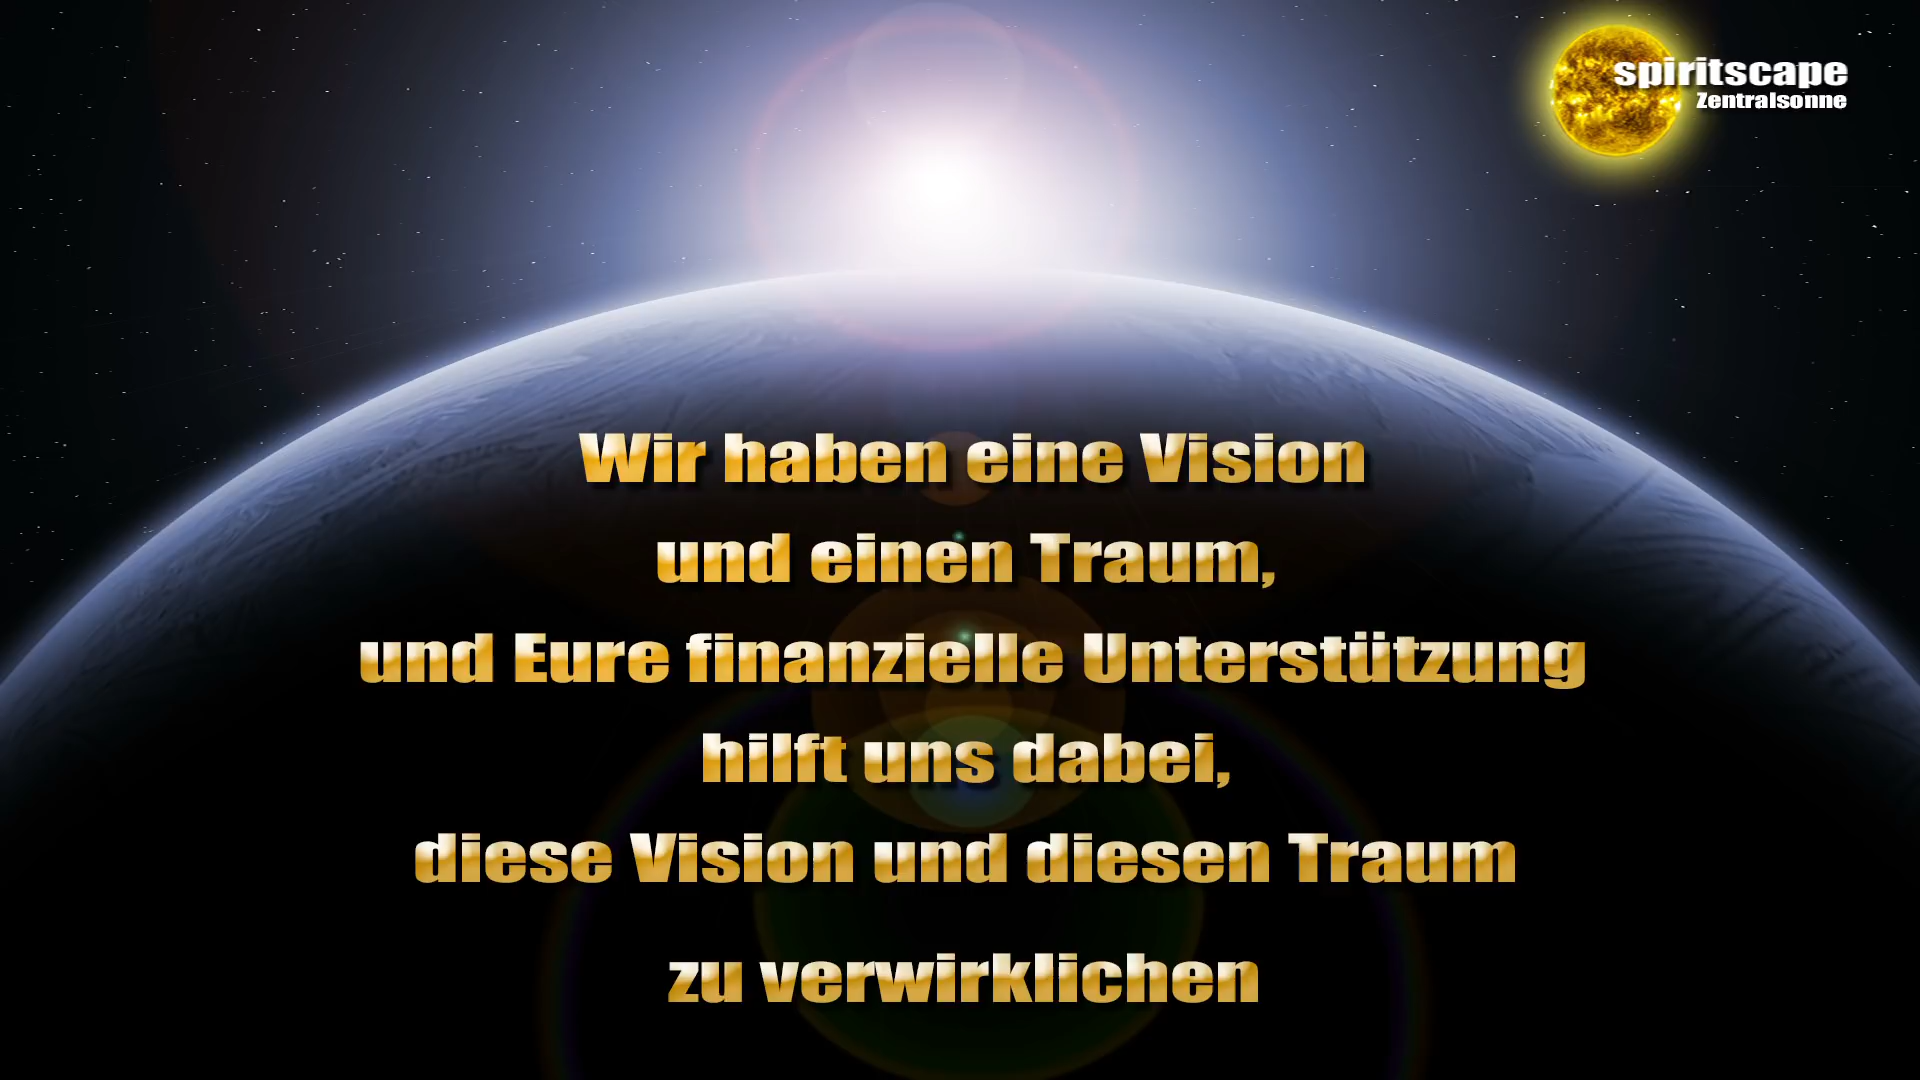 spiritscape
Zentralsonne
Wir haben eine Vision
und einen Traum,
und Eure finanzielle Unterstützung
hilft uns dabei,
diese Vision und diesen Traum
zu verwirklichen